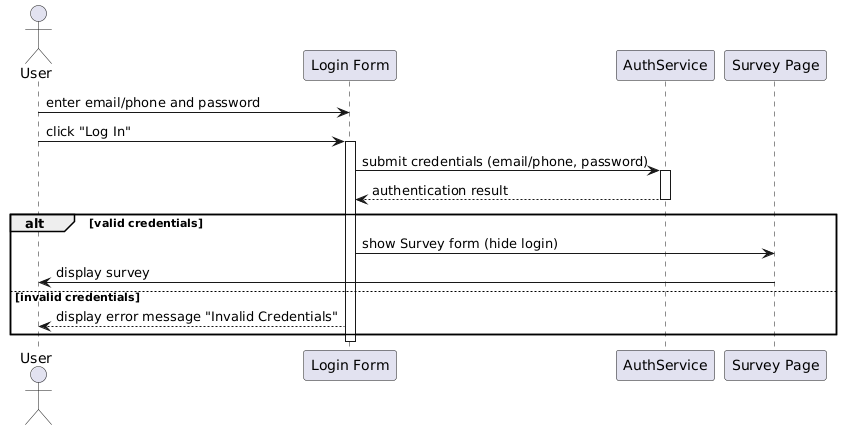 User
Login Form
AuthService
Survey Page
enter email/phone and password
click "Log In"
submit credentials (email/phone, password)
authentication result
alt
[valid credentials]
show Survey form (hide login)
display survey
[invalid credentials]
display error message "Invalid Credentials"
User
Login Form
AuthService
Survey Page